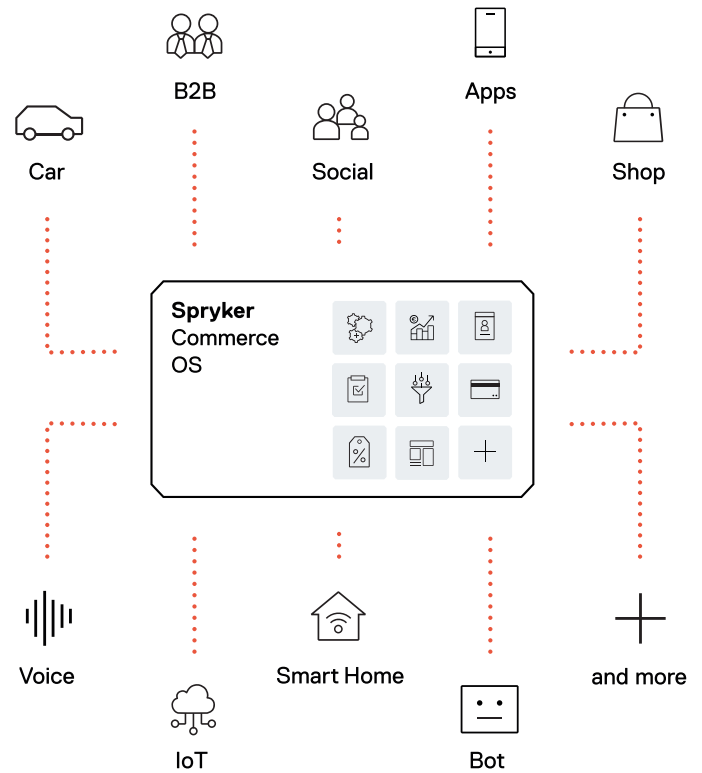 B2B
Apps
Car
Social
Shop
Spryker
Commerce
OS
Voice
Smart Home
and more
IoT
Bot